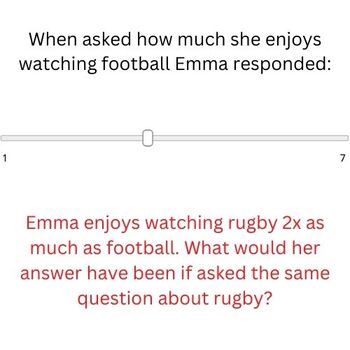 When asked how much she enjoys
watching football Emma responded:
1
7
Emma enjoys watching rugby 2x as
much as football. What would her
answer have been if asked the same
question about rugby?